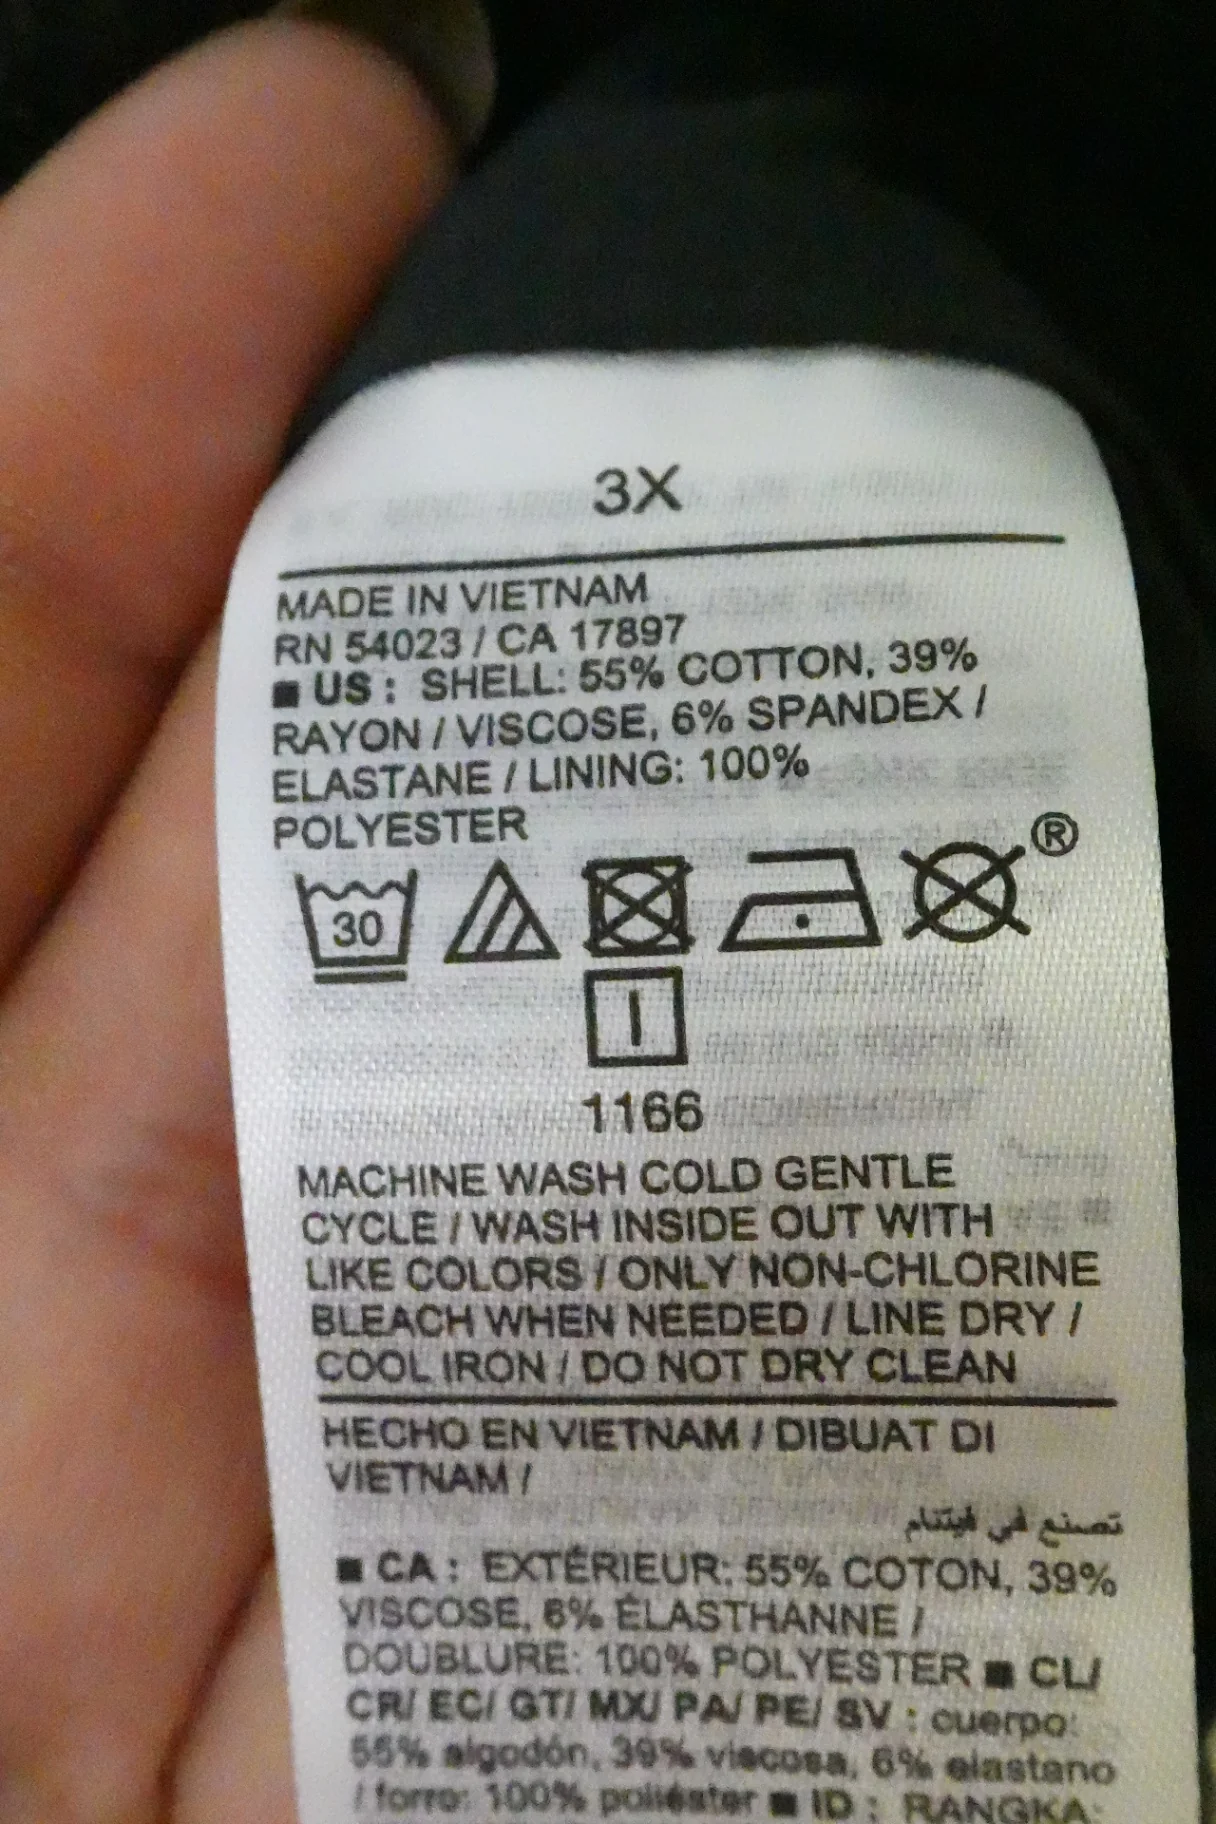 3X
MADE IN VIETNAM
RN 54023 / CA 17897
■ US : SHELL: 55% COTTON, 39%
RAYON / VISCOSE, 6% SPANDEX /
ELASTANE / LINING: 100%
POLYESTER
®
30
1166
MACHINE WASH COLD GENTLE
CYCLE / WASH INSIDE OUT WITH
LIKE COLORS / ONLY NON-CHLORINE
BLEACH WHEN NEEDED / LINE DRY /
COOL IRON / DO NOT DRY CLEAN
HECHO EN VIETNAM / DIBUAT DI
VIETNAM /
تصنع في فيتنام
■ CA : EXTÉRIEUR: 55% COTON, 39%
VISCOSE, 6% ÉLASTHANNE /
DOUBLURE: 100% POLYESTER ■ CL/
CR/ EC/ GT/ MX/ PA/ PE/ SV : cuerpo:
55% algodón, 39% viscosa, 6% elastano
/ forro: 100% poliéster ■ ID : RANGKA: